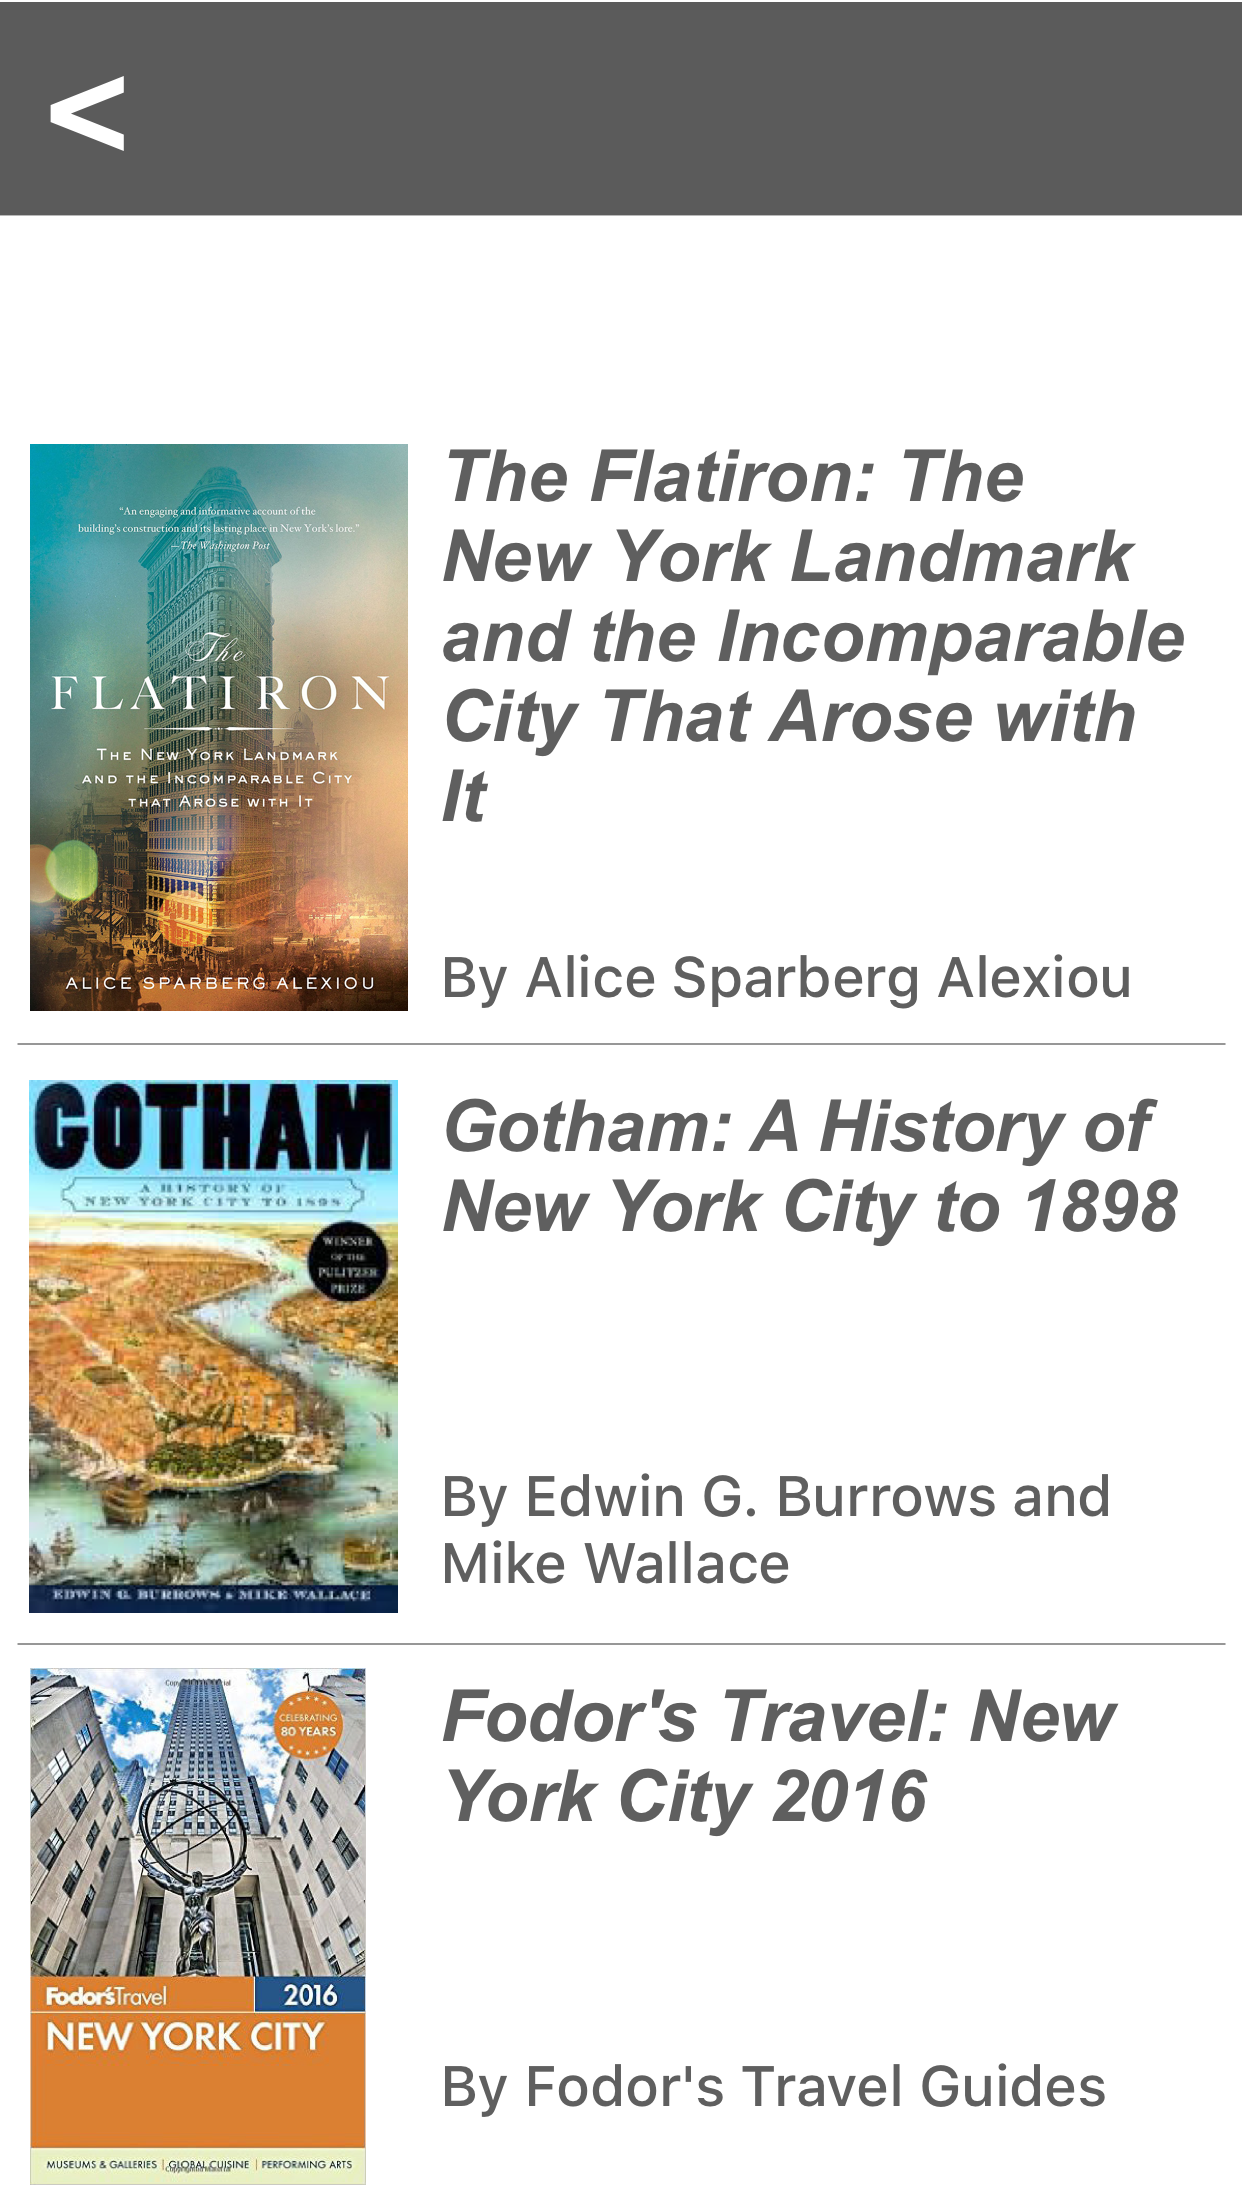 <
"An engaging and informative account of the
building's construction and its lasting place in New York's lore."
—The Washington Post
The
FLATIRON
THE NEW YORK LANDMARK
AND THE INCOMPARABLE CITY
THAT AROSE WITH IT
ALICE SPARBERG ALEXIOU
The Flatiron: The
New York Landmark
and the Incomparable
City That Arose with
It
By Alice Sparberg Alexiou
GOTHAM
A HISTORY OF
NEW YORK CITY TO 1898
WINNER
OF THE
PULITZER
PRIZE
EDWIN G. BURROWS & MIKE WALLACE
Gotham: A History of
New York City to 1898
By Edwin G. Burrows and
Mike Wallace
CELEBRATING
80 YEARS
Fodor'sTravel
2016
NEW YORK CITY
MUSEUMS & GALLERIES | GLOBAL CUISINE | PERFORMING ARTS
Copyrighted Material
Fodor's Travel: New
York City 2016
By Fodor's Travel Guides